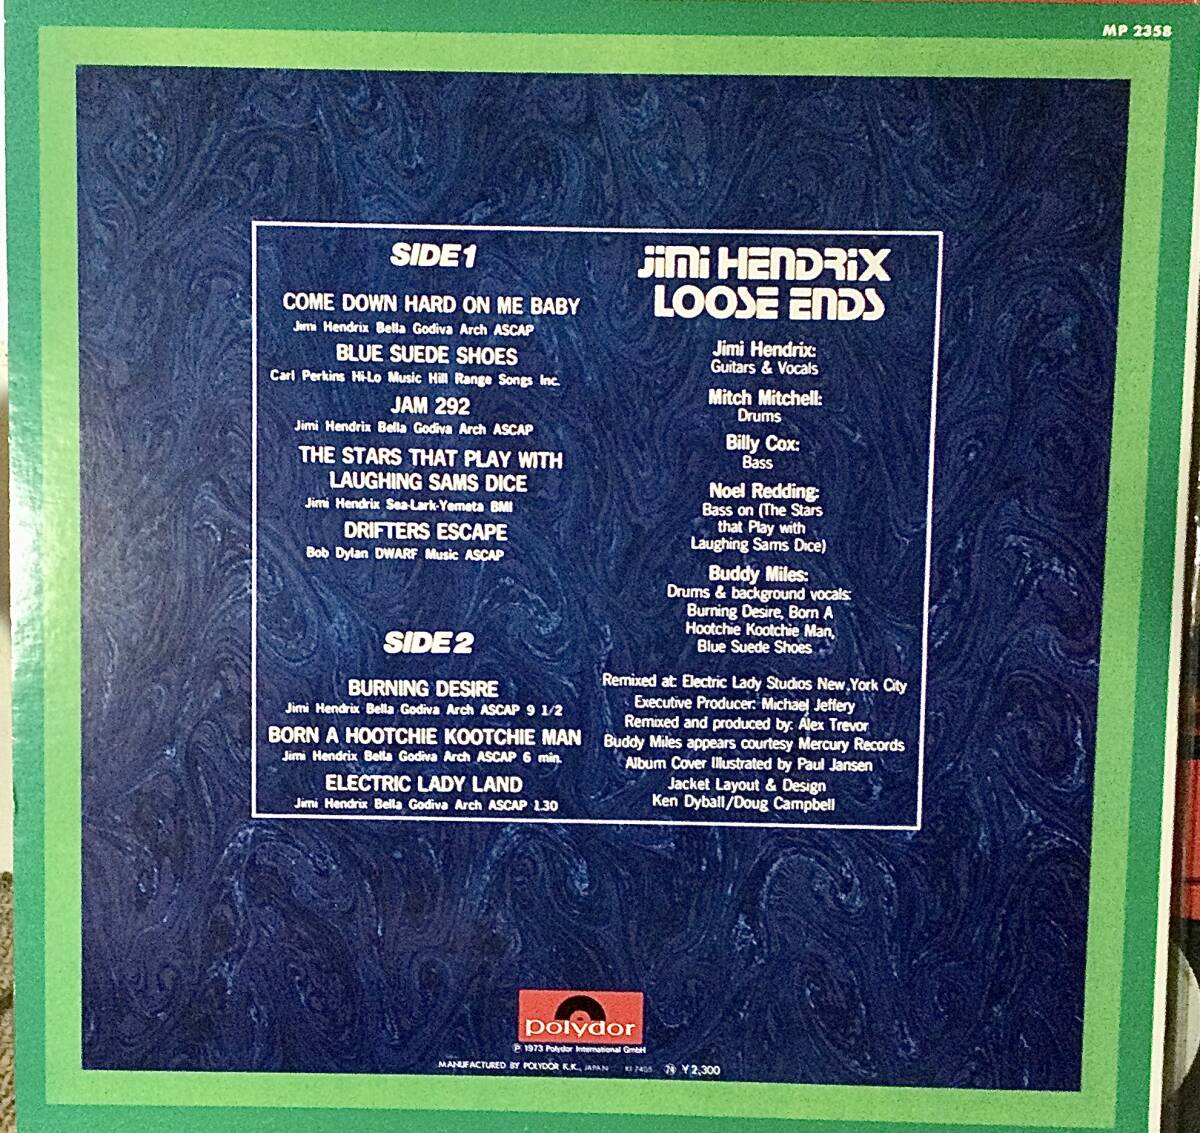 MP 2358
SIDE 1
COME DOWN HARD ON ME BABY
Jimi Hendrix Bella Godiva Arch ASCAP
BLUE SUEDE SHOES
Carl Perkins Hi-Lo Music Hill Range Songs Inc.
JAM 292
Jimi Hendrix Bella Godiva Arch ASCAP
THE STARS THAT PLAY WITH
LAUGHING SAMS DICE
Jimi Hendrix Sea-Lark-Yemeta BMI
DRIFTERS ESCAPE
Bob Dylan DWARF Music ASCAP
SIDE 2
BURNING DESIRE
Jimi Hendrix Bella Godiva Arch ASCAP 9 1/2
BORN A HOOTCHIE KOOTCHIE MAN
Jimi Hendrix Bella Godiva Arch ASCAP 6 min.
ELECTRIC LADY LAND
Jimi Hendrix Bella Godiva Arch ASCAP 1.30
JIMI HENDRIX
LOOSE ENDS
Jimi Hendrix:
Guitars & Vocals
Mitch Mitchell:
Drums
Billy Cox:
Bass
Noel Redding:
Bass on (The Stars
that Play with
Laughing Sams Dice)
Buddy Miles:
Drums & background vocals:
Burning Desire, Born A
Hootchie Kootchie Man,
Blue Suede Shoes
Remixed at: Electric Lady Studios New York City
Executive Producer: Michael Jeffery
Remixed and produced by: Alex Trevor
Buddy Miles appears courtesy Mercury Records
Album Cover Illustrated by Paul Jansen
Jacket Layout & Design
Ken Dyball/Doug Campbell
polydor
℗ 1973 Polydor International GmbH
MANUFACTURED BY POLYDOR K.K., JAPAN KI 7405 74 ¥2,300